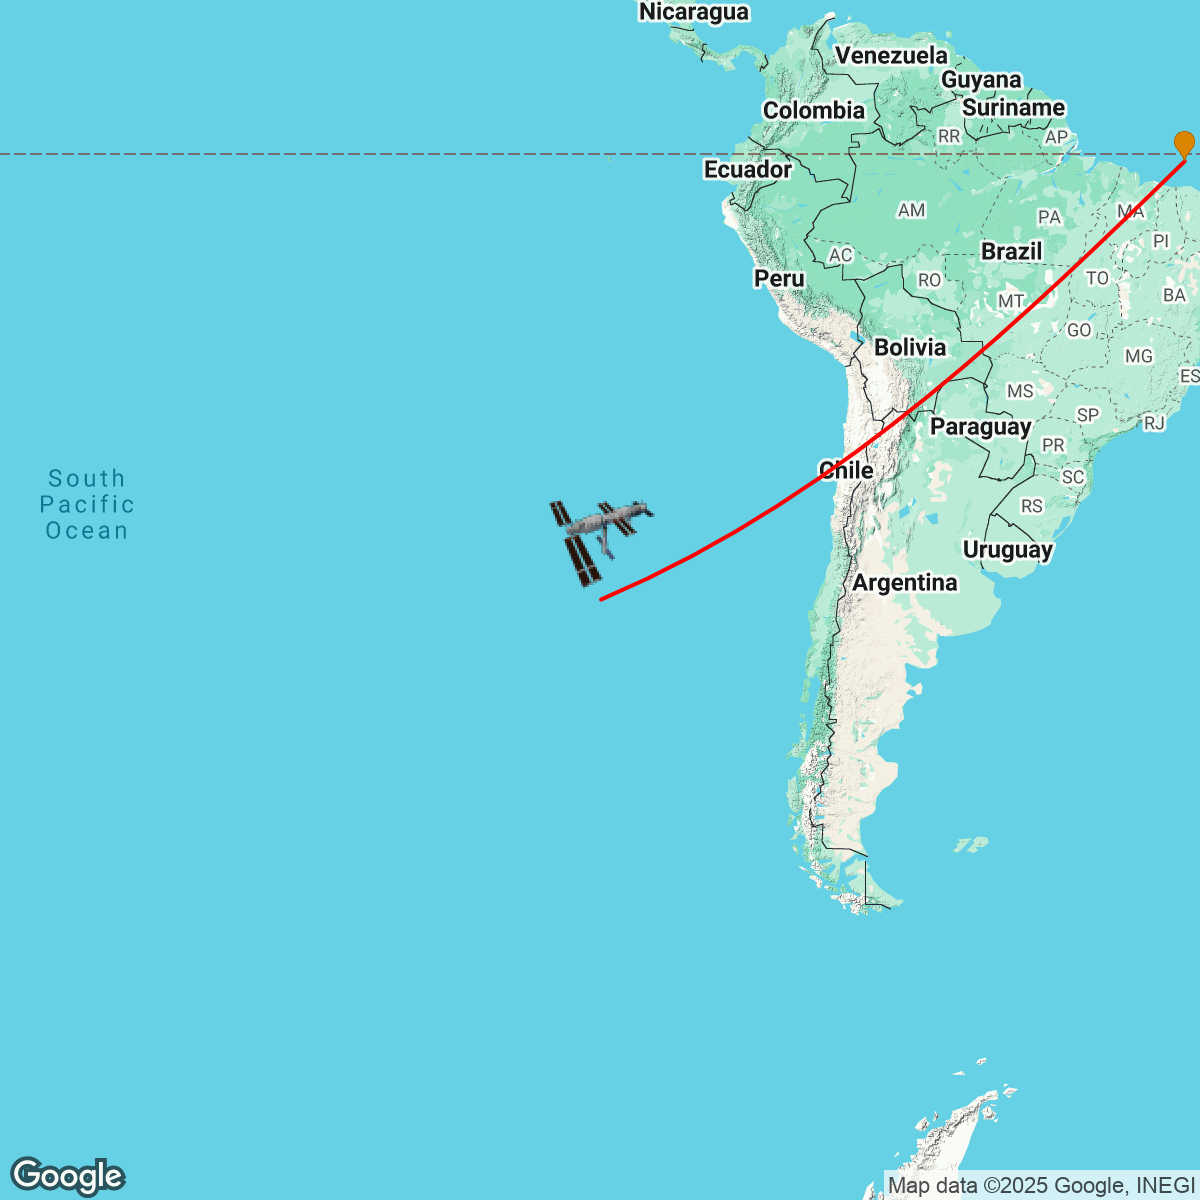 Nicaragua
Venezuela
Guyana
Colombia
Suriname
RR
AP
Ecuador
AM
MA
PA
PI
Brazil
AC
Peru
RO
TO
MT
BA
GO
Bolivia
MG
ES
MS
SP
RJ
Paraguay
PR
Chile
SC
South
Pacific
Ocean
RS
Uruguay
Argentina
Google
Map data ©2025 Google, INEGI